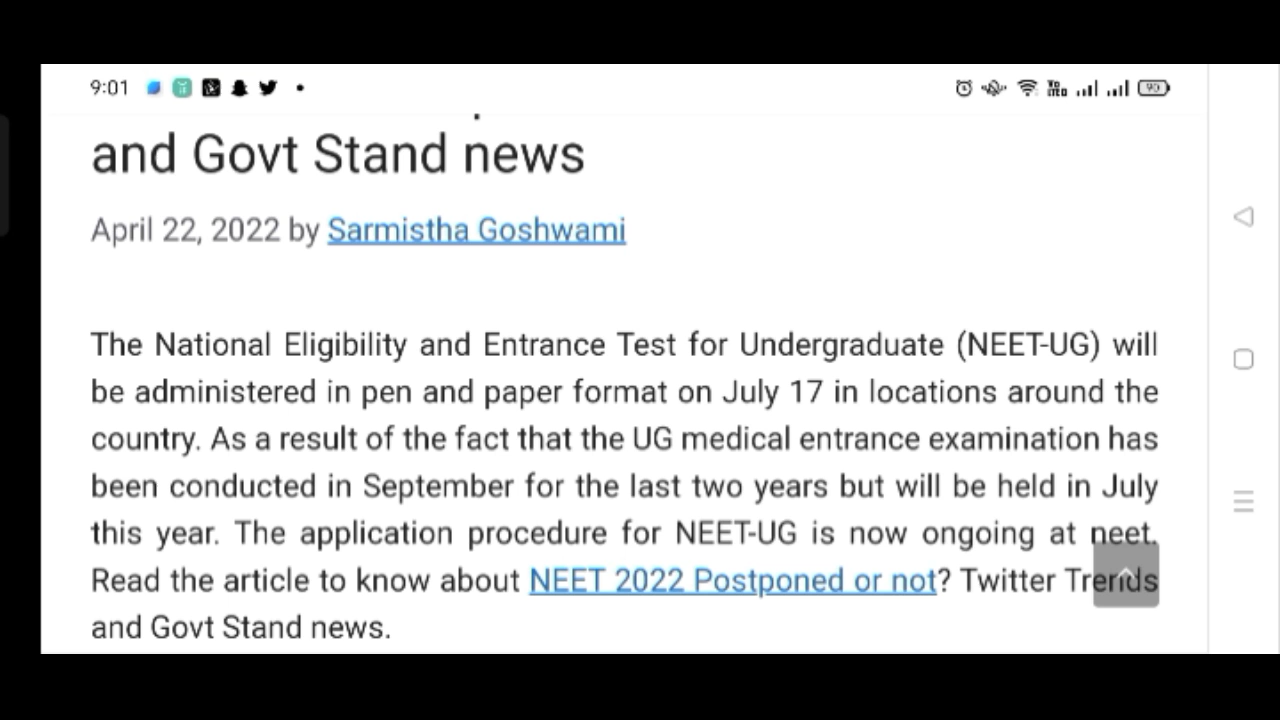 9:01
90
and Govt Stand news
April 22, 2022 by Sarmistha Goshwami
The National Eligibility and Entrance Test for Undergraduate (NEET-UG) will
be administered in pen and paper format on July 17 in locations around the
country. As a result of the fact that the UG medical entrance examination has
been conducted in September for the last two years but will be held in July
this year. The application procedure for NEET-UG is now ongoing at neet.
Read the article to know about NEET 2022 Postponed or not? Twitter Trends
and Govt Stand news.